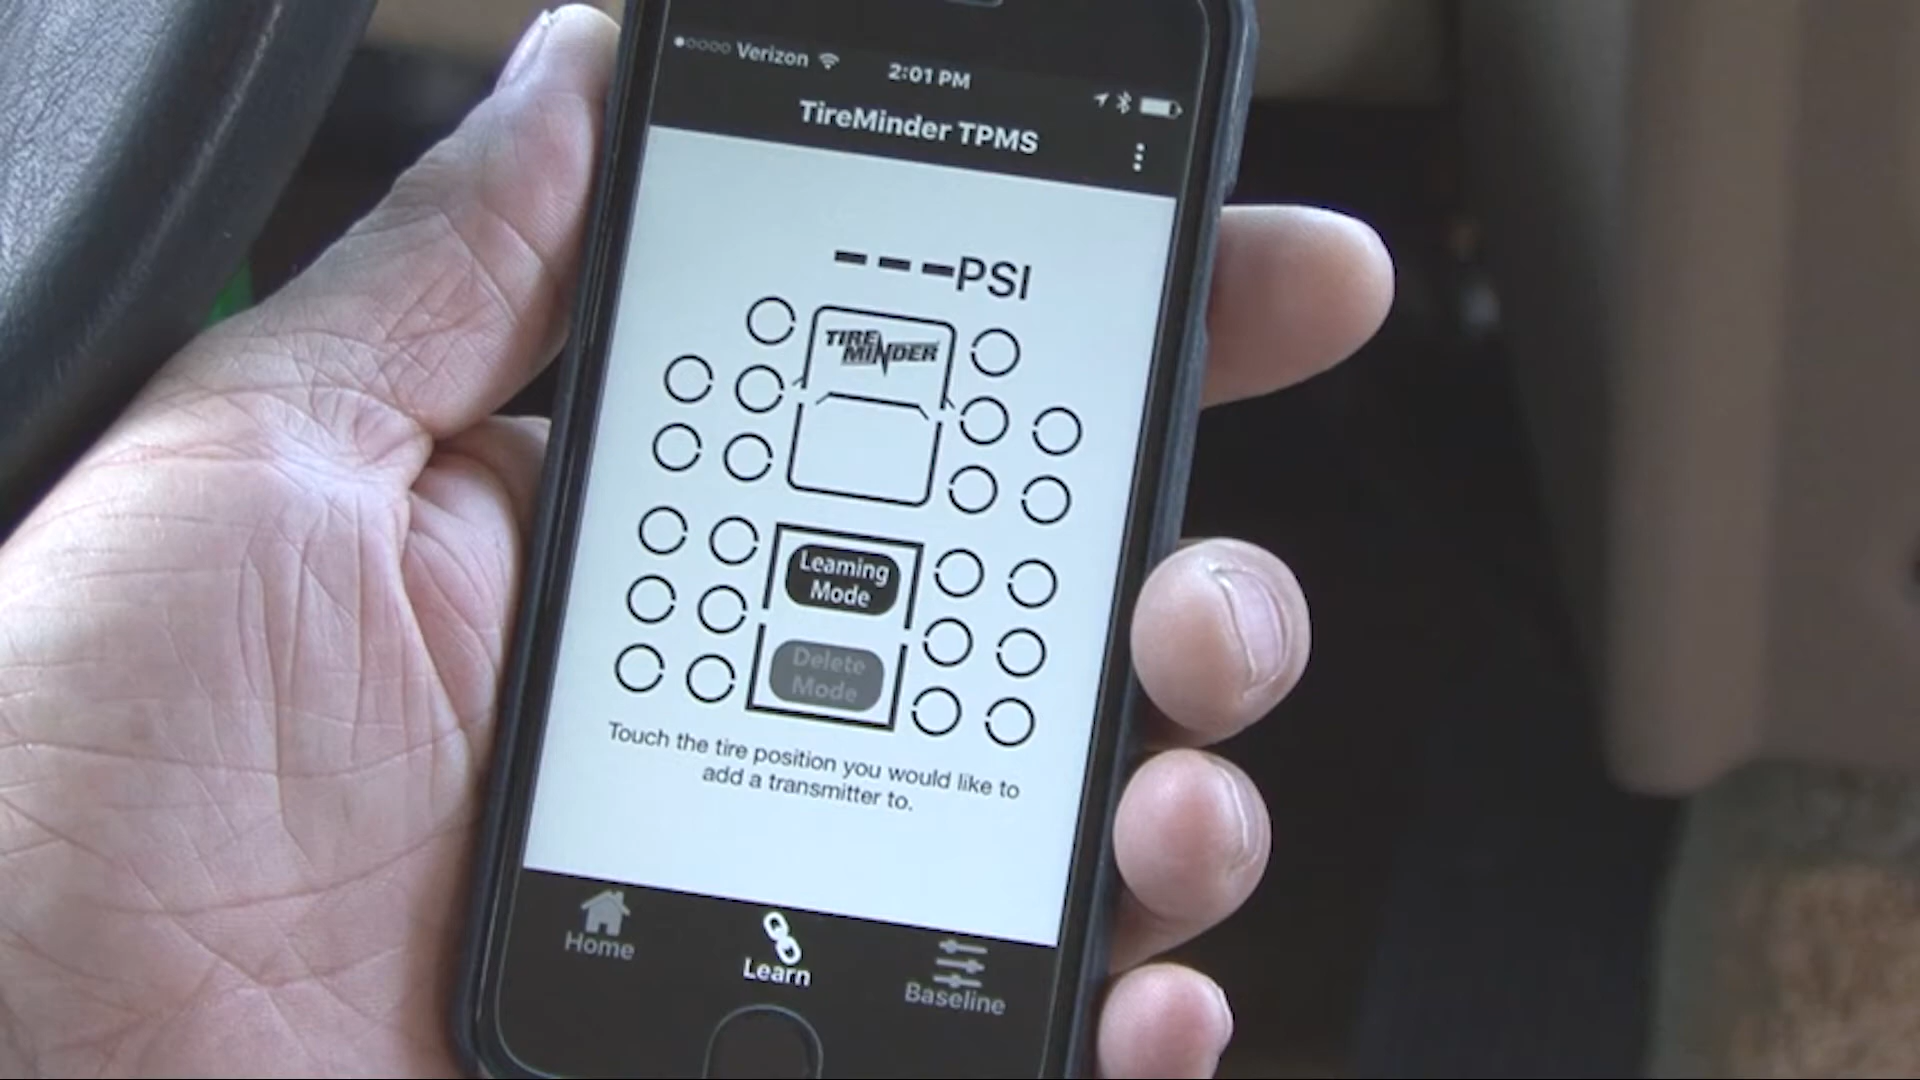 Verizon
2:01 PM
TireMinder TPMS
---PSI
TIRE
MINDER
Learning
Mode
Delete
Mode
Touch the tire position you would like to
add a transmitter to.
Home
Learn
Baseline